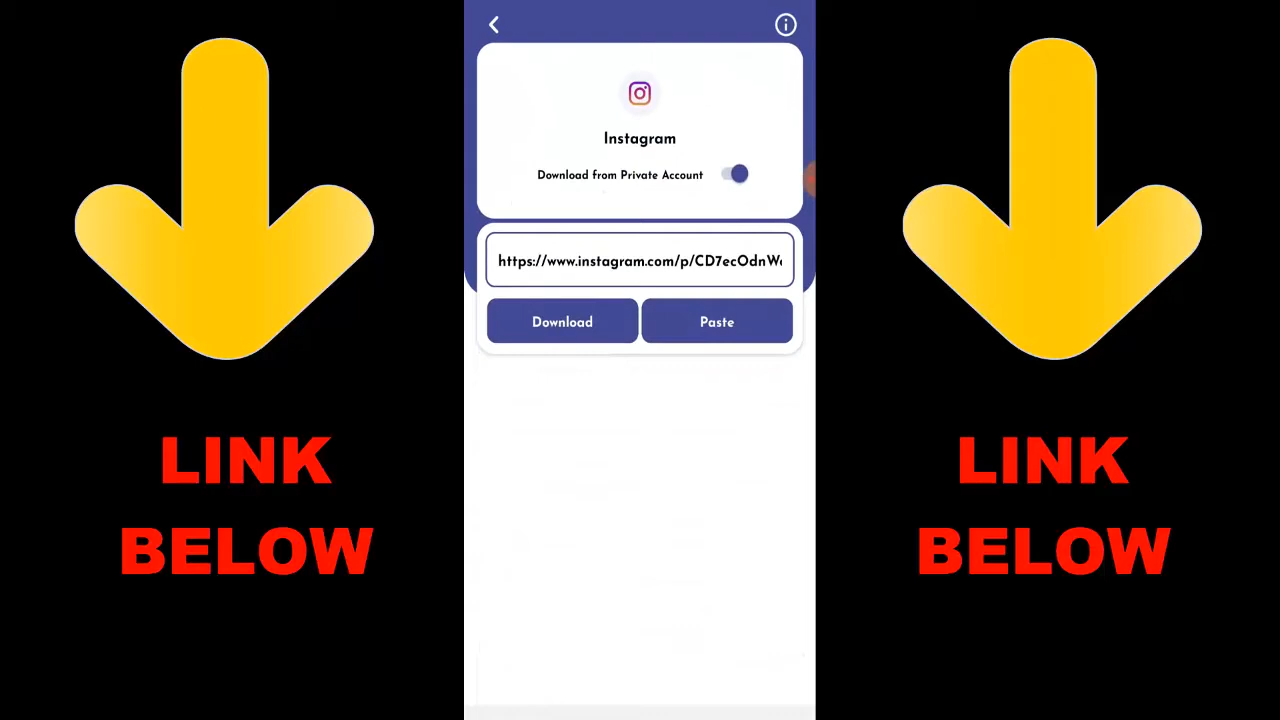 Instagram
Download from Private Account
https://www.instagram.com/p/CD7ecOdnW
Download
Paste
LINK
BELOW
LINK
BELOW